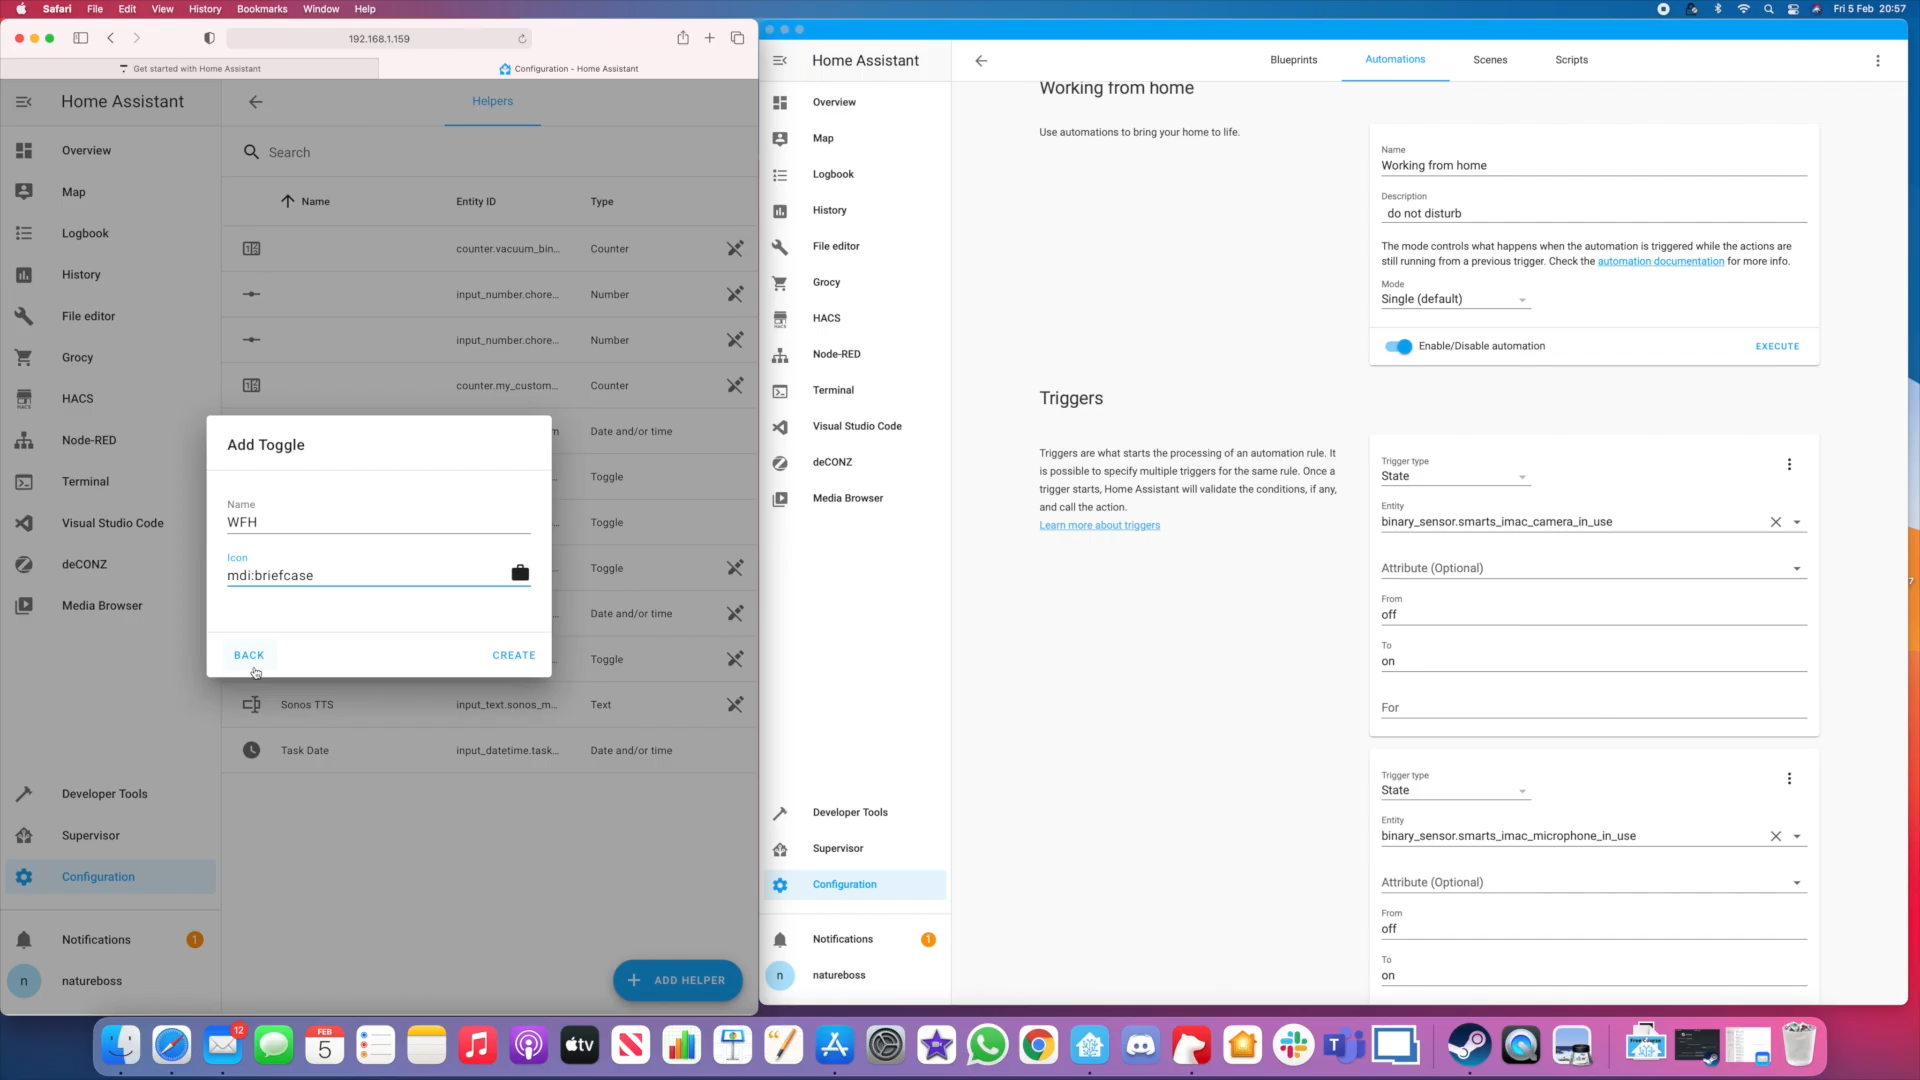 Safari File Edit View History Bookmarks Window Help
Fri 5 Feb 20:57
192.168.1.159
Get started with Home Assistant
Configuration - Home Assistant
Home Assistant
Helpers
Overview
Map
Logbook
History
File editor
Grocy
HACS
Node-RED
Terminal
Visual Studio Code
deCONZ
Media Browser
Developer Tools
Supervisor
Configuration
Notifications 1
n natureboss
Search
Name Entity ID Type
counter.vacuum_bin... Counter
input_number.chore... Number
input_number.chore... Number
counter.my_custom... Counter
Date and/or time
Toggle
Toggle
Toggle
Date and/or time
Toggle
Sonos TTS input_text.sonos_m... Text
Task Date input_datetime.task... Date and/or time
ADD HELPER
Add Toggle
Name
WFH
Icon
mdi:briefcase
BACK CREATE
Home Assistant
Blueprints Automations Scenes Scripts
Overview
Map
Logbook
History
File editor
Grocy
HACS
Node-RED
Terminal
Visual Studio Code
deCONZ
Media Browser
Developer Tools
Supervisor
Configuration
Notifications 1
n natureboss
Working from home
Use automations to bring your home to life.
Name
Working from home
Description
do not disturb
The mode controls what happens when the automation is triggered while the actions are
still running from a previous trigger. Check the automation documentation for more info.
Mode
Single (default)
Enable/Disable automation EXECUTE
Triggers
Triggers are what starts the processing of an automation rule. It
is possible to specify multiple triggers for the same rule. Once a
trigger starts, Home Assistant will validate the conditions, if any,
and call the action.
Learn more about triggers
Trigger type
State
Entity
binary_sensor.smarts_imac_camera_in_use
Attribute (Optional)
From
off
To
on
For
Trigger type
State
Entity
binary_sensor.smarts_imac_microphone_in_use
Attribute (Optional)
From
off
To
on
12
FEB
5
tv
T
Free Course